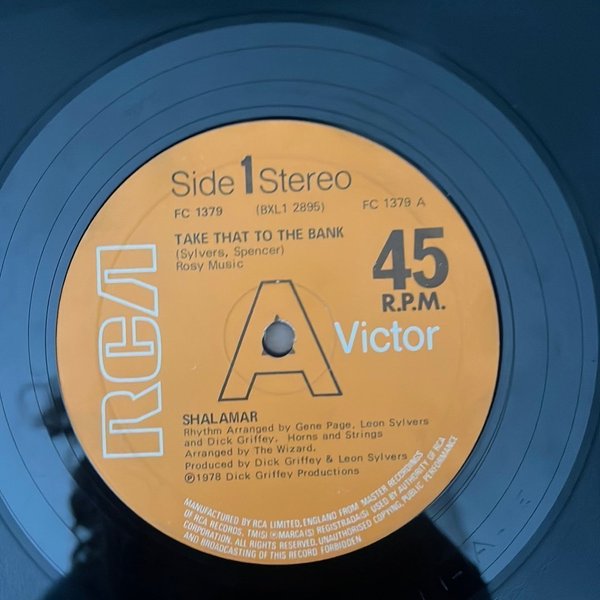 Side 1 Stereo
FC 1379 (BXL1 2895) FC 1379 A
TAKE THAT TO THE BANK
(Sylvers, Spencer)
Rosy Music
45
R.P.M.
RCA
A
Victor
SHALAMAR
Rhythm Arranged by Gene Page, Leon Sylvers
and Dick Griffey. Horns and Strings
Arranged by The Wizard.
Produced by Dick Griffey & Leon Sylvers
℗1978 Dick Griffey Productions
MANUFACTURED BY RCA LIMITED, ENGLAND FROM MASTER RECORDINGS
OF RCA RECORDS. TM(S) ® MARCA(S) REGISTRADA(S) USED BY AUTHORITY OF RCA
CORPORATION. ALL RIGHTS RESERVED. UNAUTHORISED COPYING, PUBLIC PERFORMANCE
AND BROADCASTING OF THIS RECORD FORBIDDEN